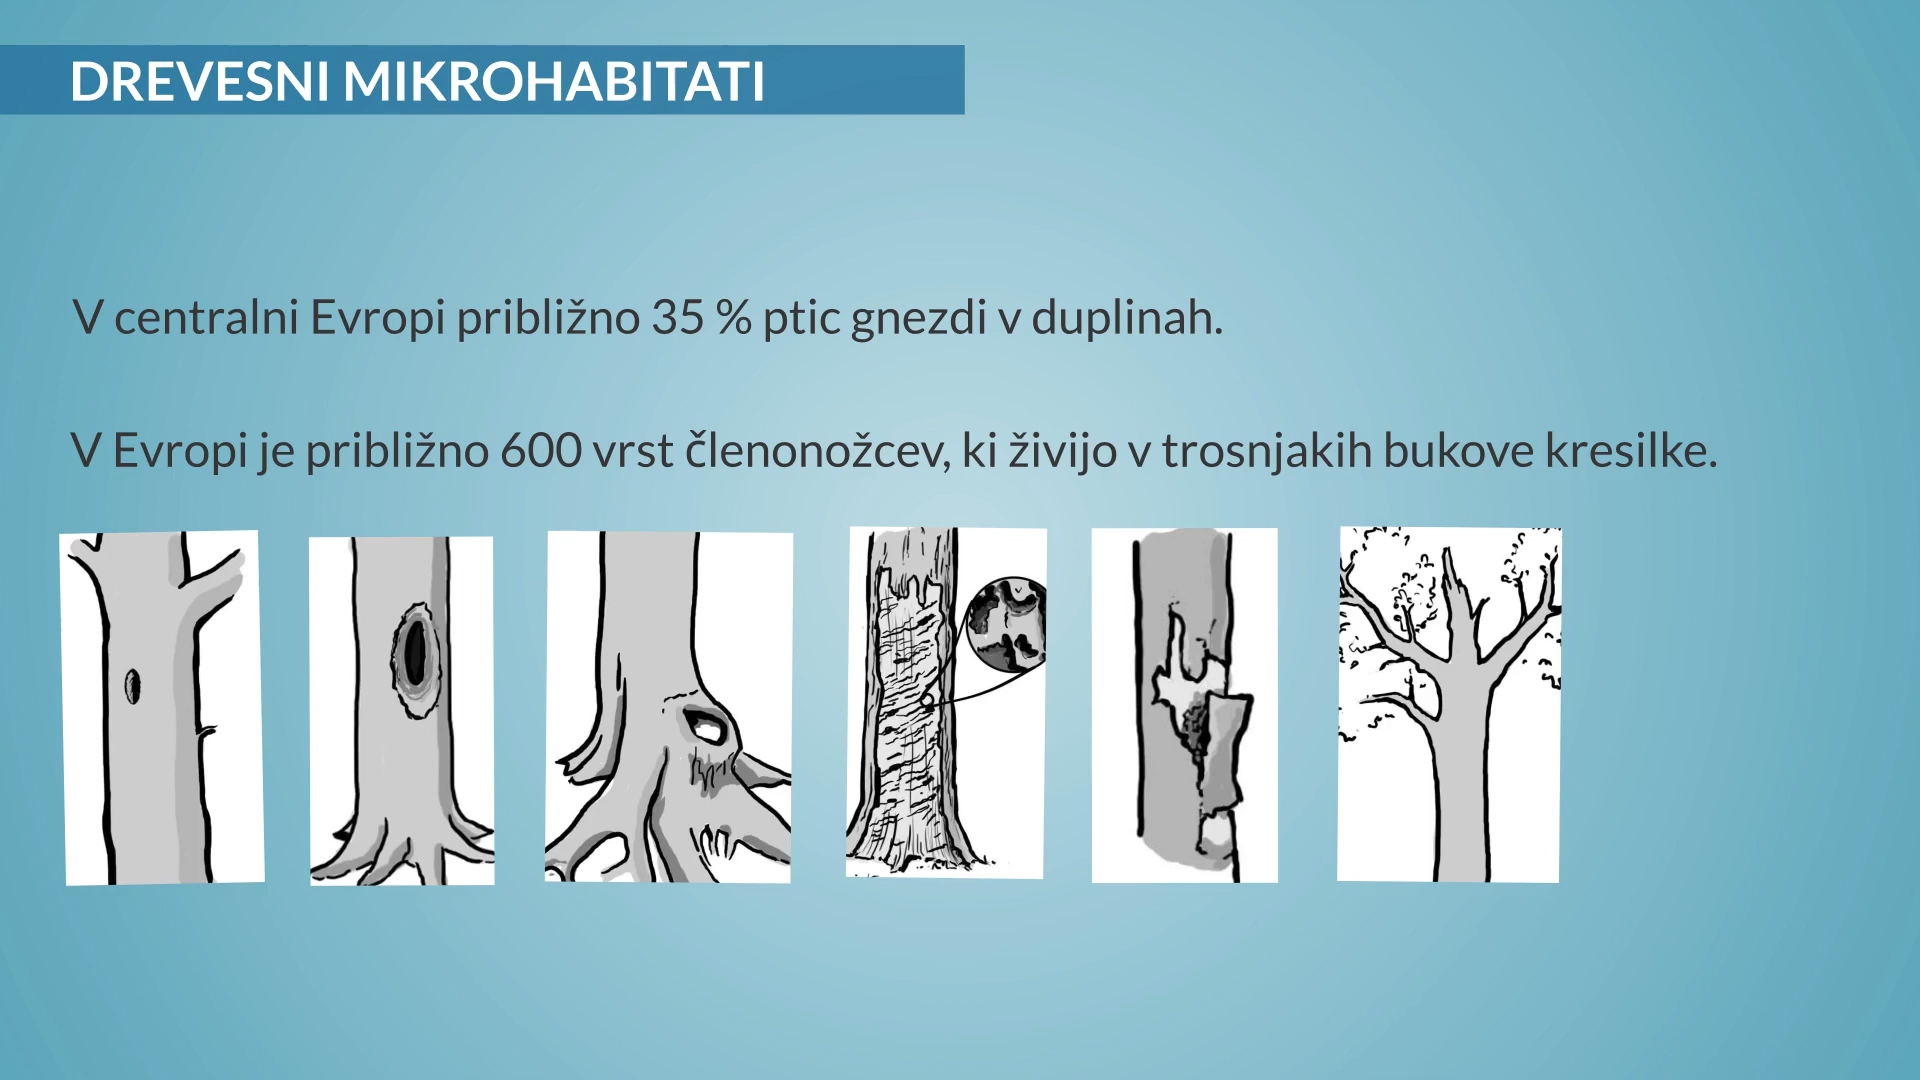 DREVESNI MIKROHABITATI
V centralni Evropi približno 35 % ptic gnezdi v duplinah.
V Evropi je približno 600 vrst členonožcev, ki živijo v trosnjakih bukove kresilke.